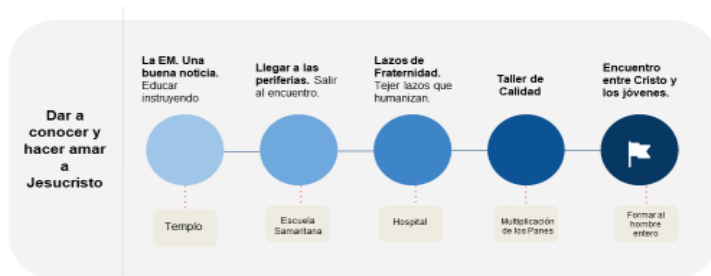 Dar a
conocer y
hacer amar
a
Jesucristo
La EM. Una
buena noticia.
Educar
instruyendo
Llegar a las
periferias. Salir
al encuentro.
Lazos de
Fraternidad.
Tejer lazos que
humanizan.
Taller de
Calidad
Encuentro
entre Cristo y
los jóvenes.
Templo
Escuela
Samaritana
Hospital
Multiplicación
de los Panes
Formar al
hombre
entero